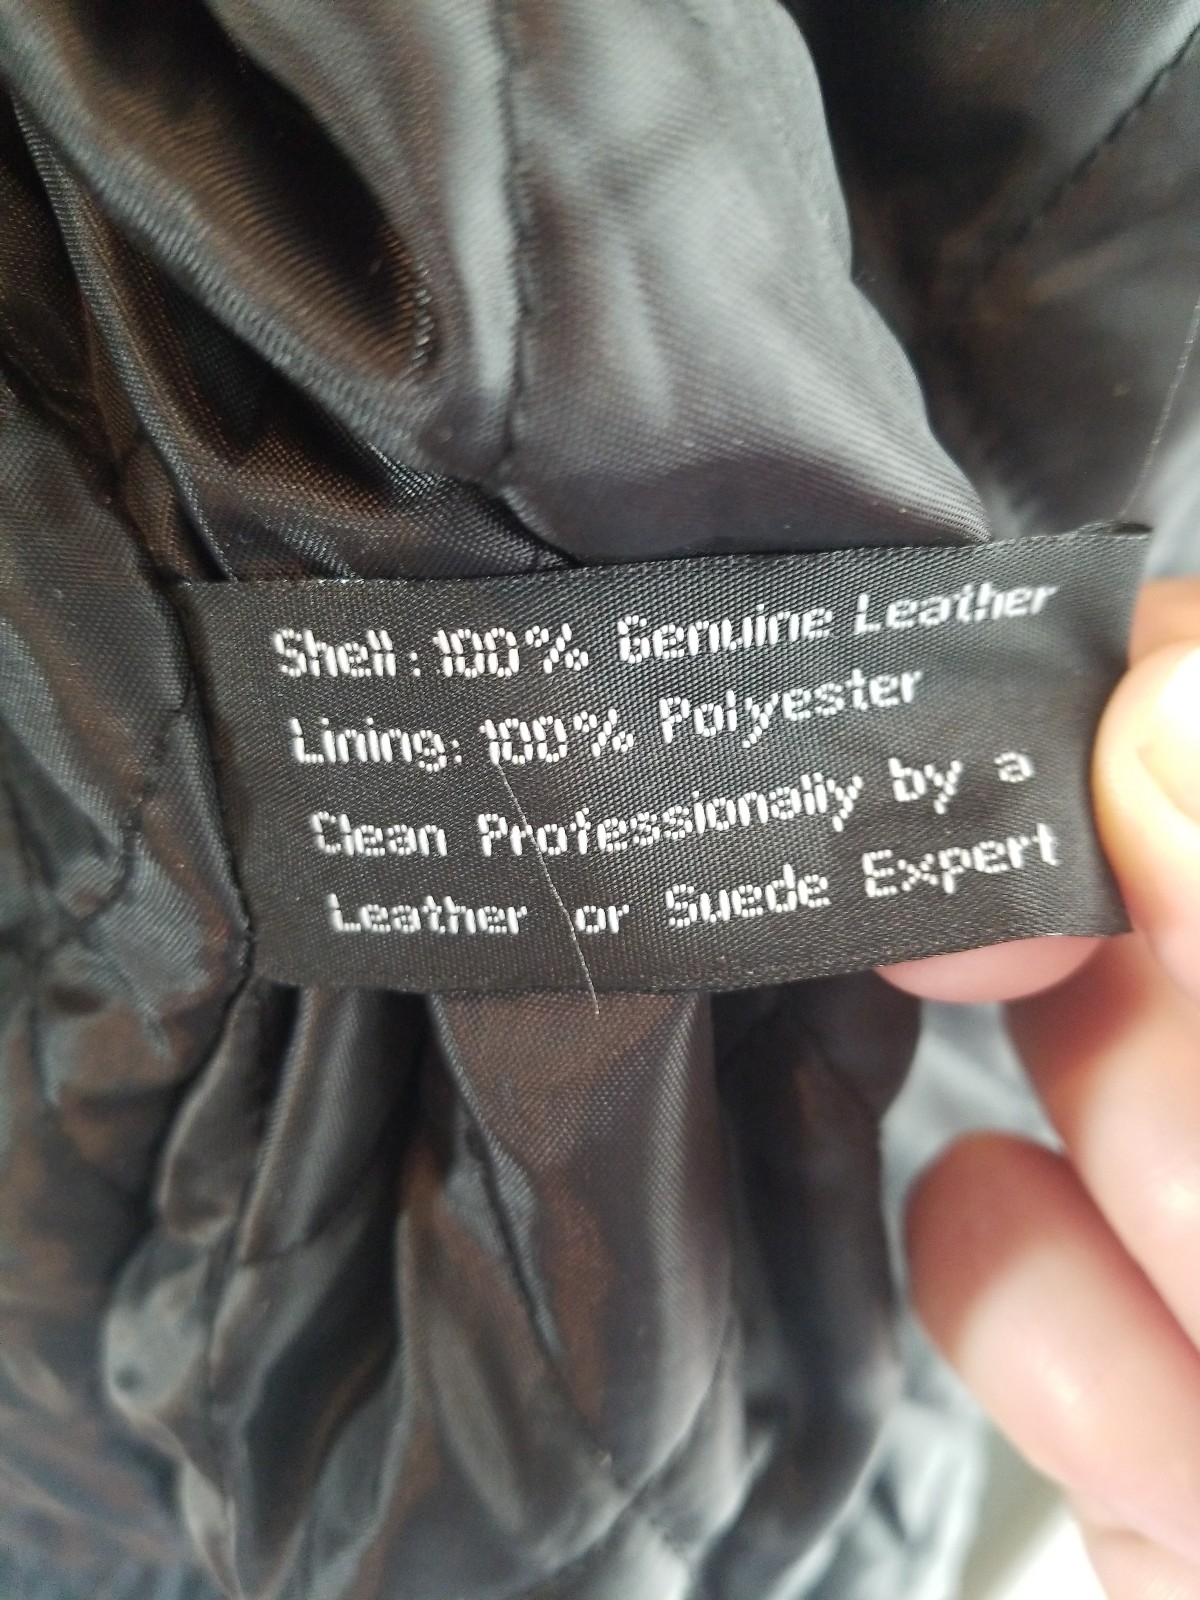 Shell: 100% Genuine Leather
Lining: 100% Polyester
Clean Professionally by a
Leather or Suede Expert